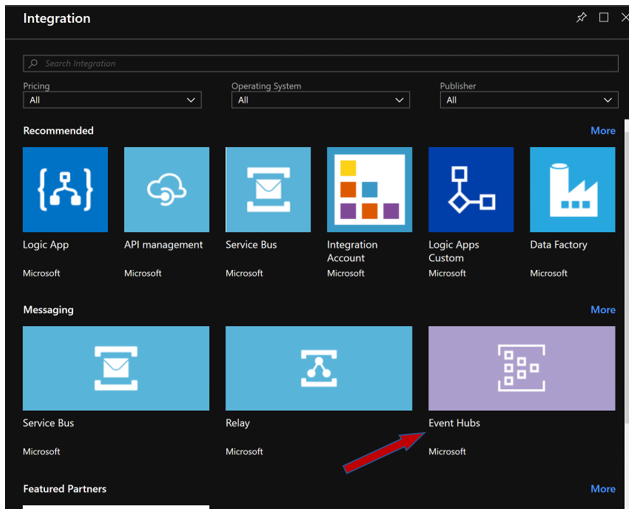 Integration
Search Integration
Pricing
Operating System
Publisher
All
All
All
Recommended
More
Logic App
API management
Service Bus
Integration
Account
Logic Apps
Custom
Data Factory
Microsoft
Microsoft
Microsoft
Microsoft
Microsoft
Microsoft
Messaging
More
Service Bus
Relay
Event Hubs
Microsoft
Microsoft
Microsoft
Featured Partners
More